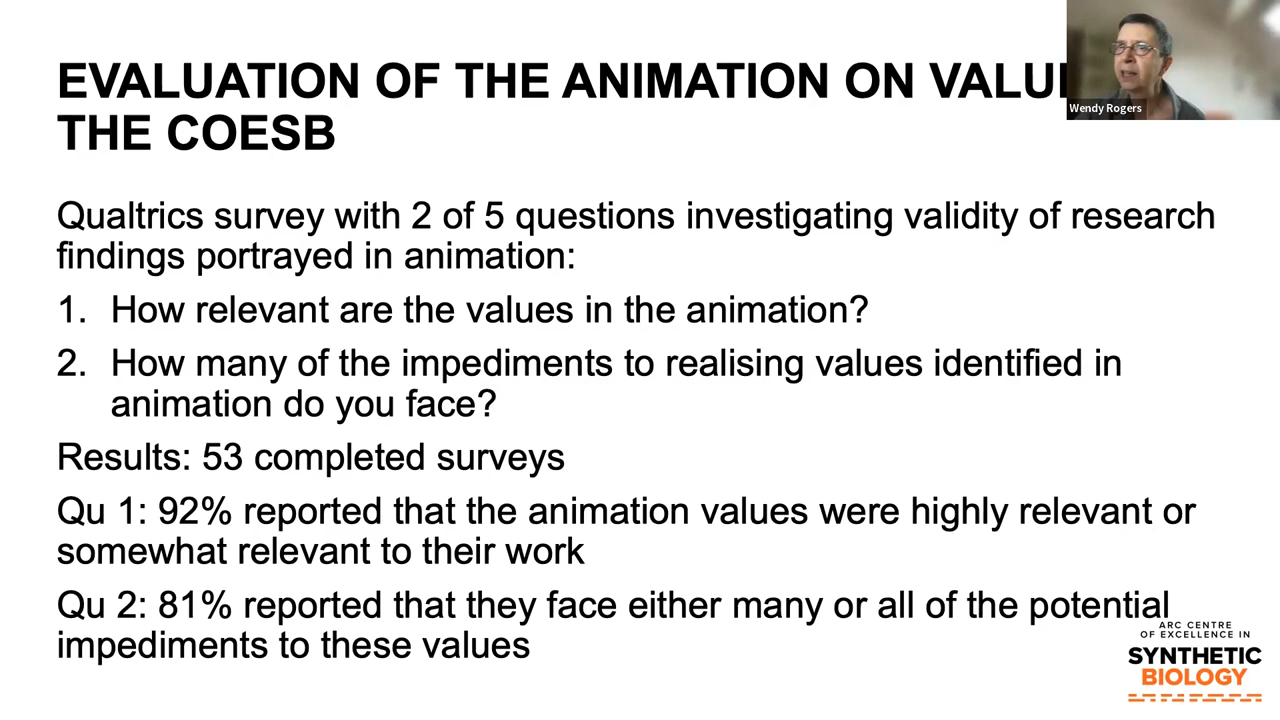 EVALUATION OF THE ANIMATION ON
THE COESB
Wendy Rogers
Qualtrics survey with 2 of 5 questions investigating validity of research
findings portrayed in animation:
1. How relevant are the values in the animation?
2. How many of the impediments to realising values identified in
animation do you face?
Results: 53 completed surveys
Qu 1: 92% reported that the animation values were highly relevant or
somewhat relevant to their work
Qu 2: 81% reported that they face either many or all of the potential
impediments to these values
ARC CENTRE
OF EXCELLENCE IN
SYNTHETIC
BIOLOGY